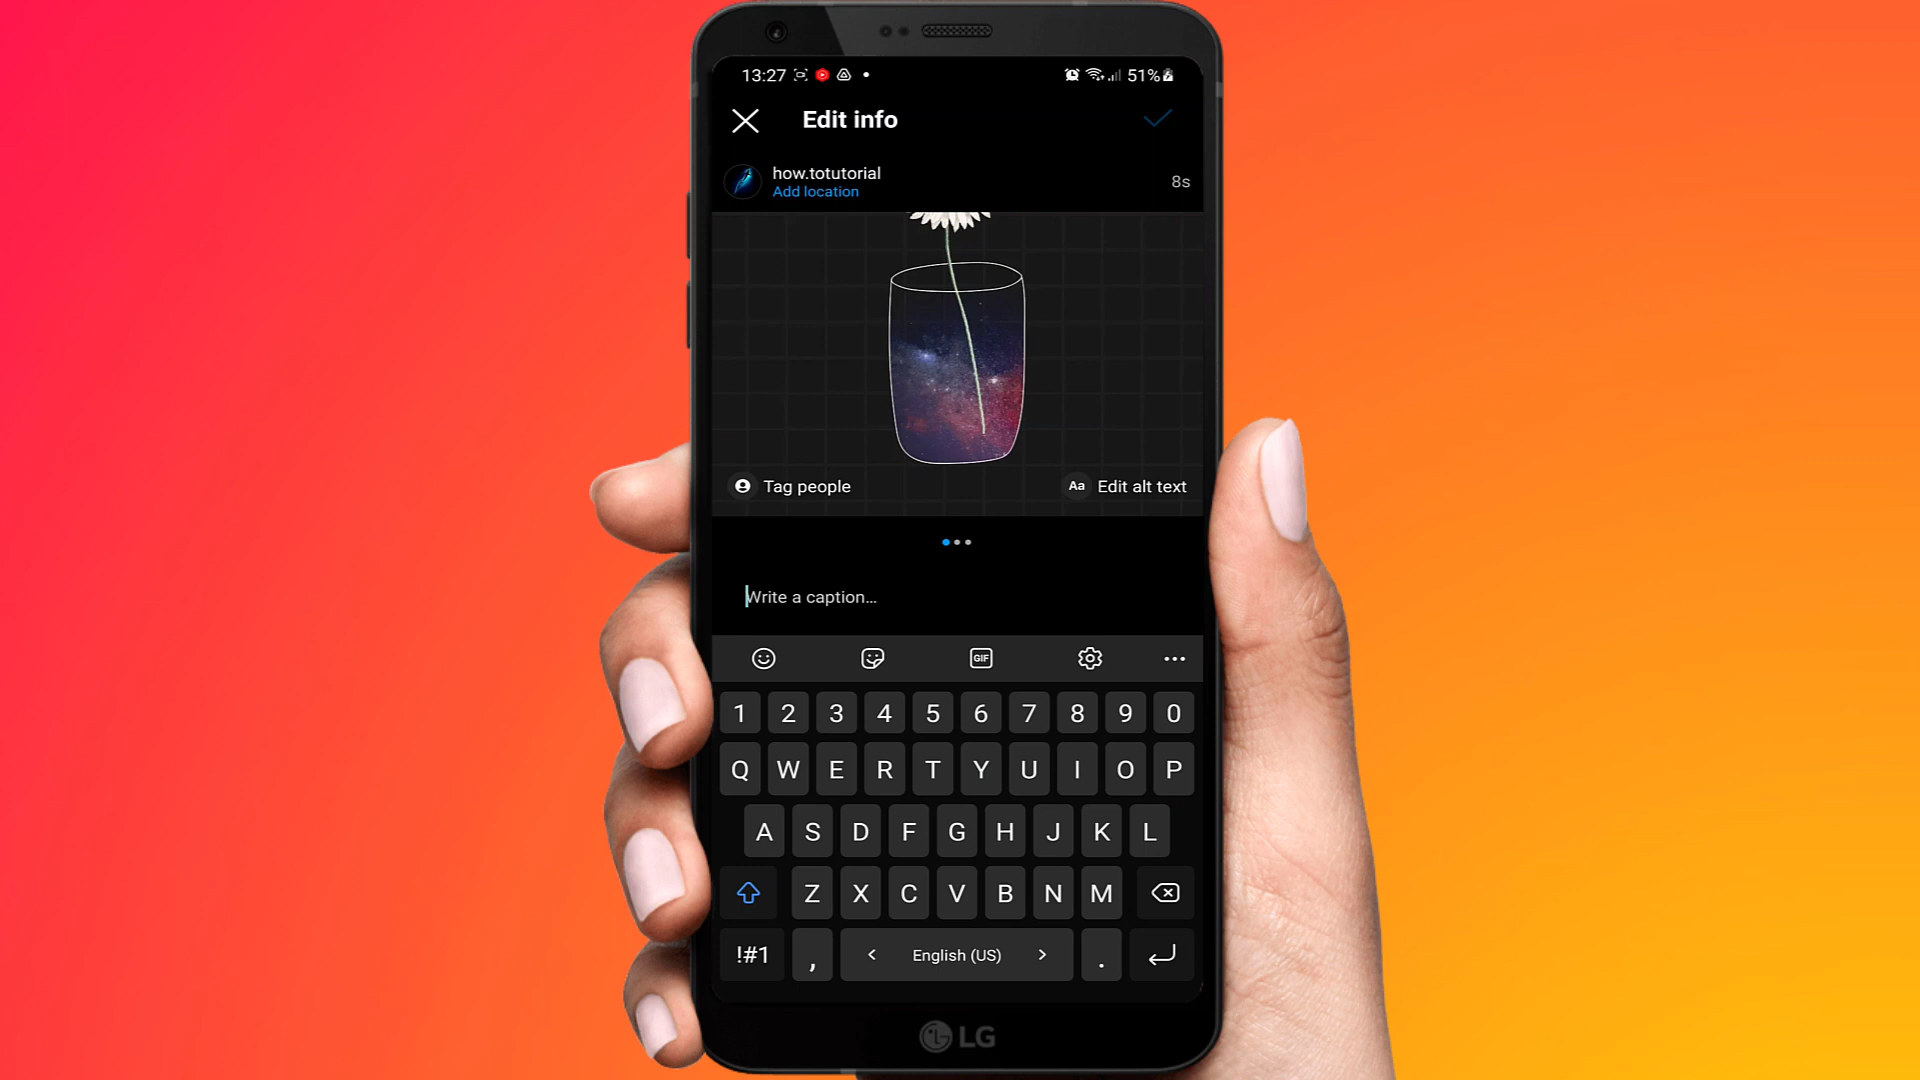 13:27
51%
Edit info
how.totutorial
Add location
8s
Tag people
Aa Edit alt text
Write a caption...
GIF
1 2 3 4 5 6 7 8 9 0
Q W E R T Y U I O P
A S D F G H J K L
Z X C V B N M
!#1 , < English (US) > .
LG